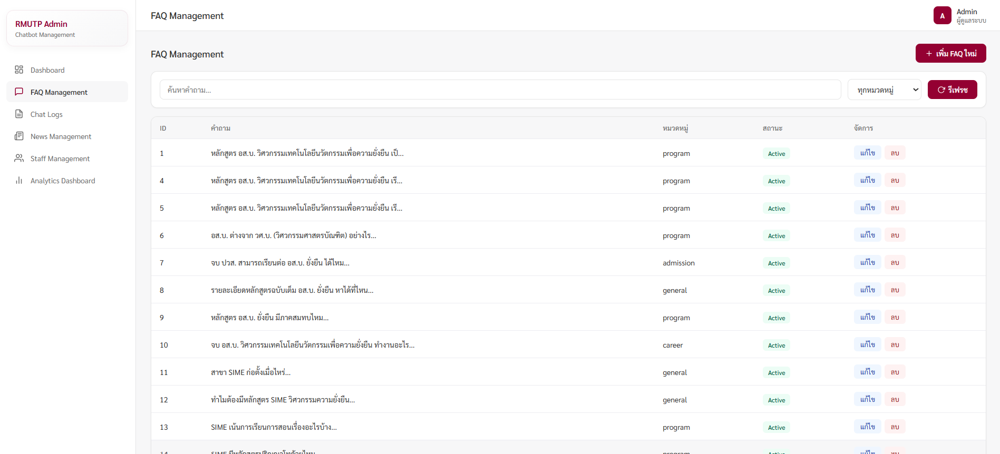 RMUTP Admin
Chatbot Management
Dashboard
FAQ Management
Chat Logs
News Management
Staff Management
Analytics Dashboard
FAQ Management
A
Admin
ผู้ดูแลระบบ
FAQ Management
+ เพิ่ม FAQ ใหม่
ค้นหาคำถาม...
ทุกหมวดหมู่
รีเฟรช
ID คำถาม หมวดหมู่ สถานะ จัดการ
1 หลักสูตร อส.บ. วิศวกรรมเทคโนโลยีนวัตกรรมเพื่อความยั่งยืน เป็... program Active แก้ไข ลบ
4 หลักสูตร อส.บ. วิศวกรรมเทคโนโลยีนวัตกรรมเพื่อความยั่งยืน เรี... program Active แก้ไข ลบ
5 หลักสูตร อส.บ. วิศวกรรมเทคโนโลยีนวัตกรรมเพื่อความยั่งยืน เรี... program Active แก้ไข ลบ
6 อส.บ. ต่างจาก วศ.บ. (วิศวกรรมศาสตรบัณฑิต) อย่างไร... program Active แก้ไข ลบ
7 จบ ปวส. สามารถเรียนต่อ อส.บ. ยั่งยืน ได้ไหม... admission Active แก้ไข ลบ
8 รายละเอียดหลักสูตรฉบับเต็ม อส.บ. ยั่งยืน หาได้ที่ไหน... general Active แก้ไข ลบ
9 หลักสูตร อส.บ. ยั่งยืน มีภาคสมทบไหม... program Active แก้ไข ลบ
10 จบ อส.บ. วิศวกรรมเทคโนโลยีนวัตกรรมเพื่อความยั่งยืน ทำงานอะไร... career Active แก้ไข ลบ
11 สาขา SIME ก่อตั้งเมื่อไหร่... general Active แก้ไข ลบ
12 ทำไมต้องมีหลักสูตร SIME วิศวกรรมความยั่งยืน... general Active แก้ไข ลบ
13 SIME เน้นการเรียนการสอนเรื่องอะไรบ้าง... program Active แก้ไข ลบ
14 SIME มีหลักสูตรปริญญาโทด้วยไหม... program Active แก้ไข ลบ